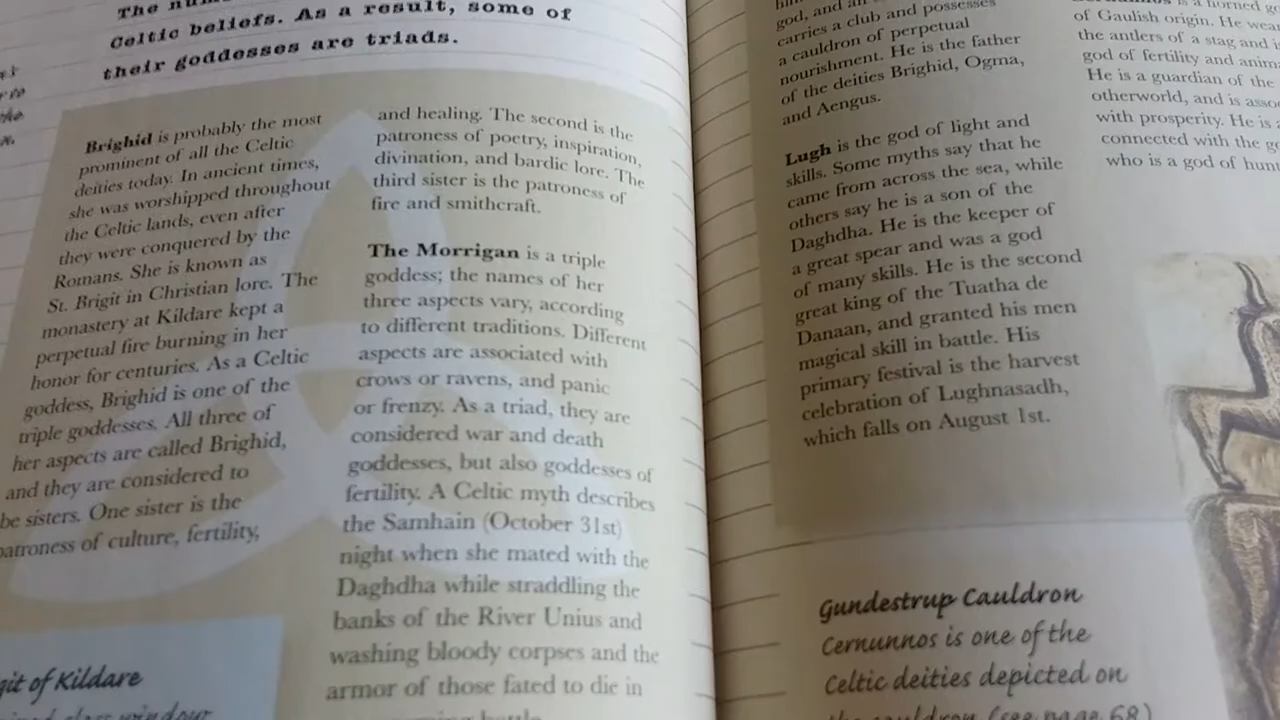 The
Celtic beliefs. As a result, some of
their goddesses are triads.
Brighid is probably the most
prominent of all the Celtic
deities today. In ancient times,
she was worshipped throughout
the Celtic lands, even after
they were conquered by the
Romans. She is known as
St. Brigit in Christian lore. The
monastery at Kildare kept a
perpetual fire burning in her
honor for centuries. As a Celtic
goddess, Brighid is one of the
triple goddesses. All three of
her aspects are called Brighid,
and they are considered to
be sisters. One sister is the
patroness of culture, fertility,
of Kildare
window
and healing. The second is the
patroness of poetry, inspiration,
divination, and bardic lore. The
third sister is the patroness of
fire and smithcraft.
The Morrigan is a triple
goddess; the names of her
three aspects vary, according
to different traditions. Different
aspects are associated with
crows or ravens, and panic
or frenzy. As a triad, they are
considered war and death
goddesses, but also goddesses of
fertility. A Celtic myth describes
the Samhain (October 31st)
night when she mated with the
Daghdha while straddling the
banks of the River Unius and
washing bloody corpses and the
armor of those fated to die in
battle.
god, and
carries a club and possesses
a cauldron of perpetual
nourishment. He is the father
of the deities Brighid, Ogma,
and Aengus.
Lugh is the god of light and
skills. Some myths say that he
came from across the sea, while
others say he is a son of the
Daghdha. He is the keeper of
a great spear and was a god
of many skills. He is the second
great king of the Tuatha de
Danaan, and granted his men
magical skill in battle. His
primary festival is the harvest
celebration of Lughnasadh,
which falls on August 1st.
is a horned
of Gaulish origin. He
the antlers of a stag and
god of fertility and
He is a guardian of the
otherworld, and is
with prosperity. He is
connected with the
who is a god of
Gundestrup Cauldron
Cernunnos is one of the
Celtic deities depicted on
the cauldron (see page 68)